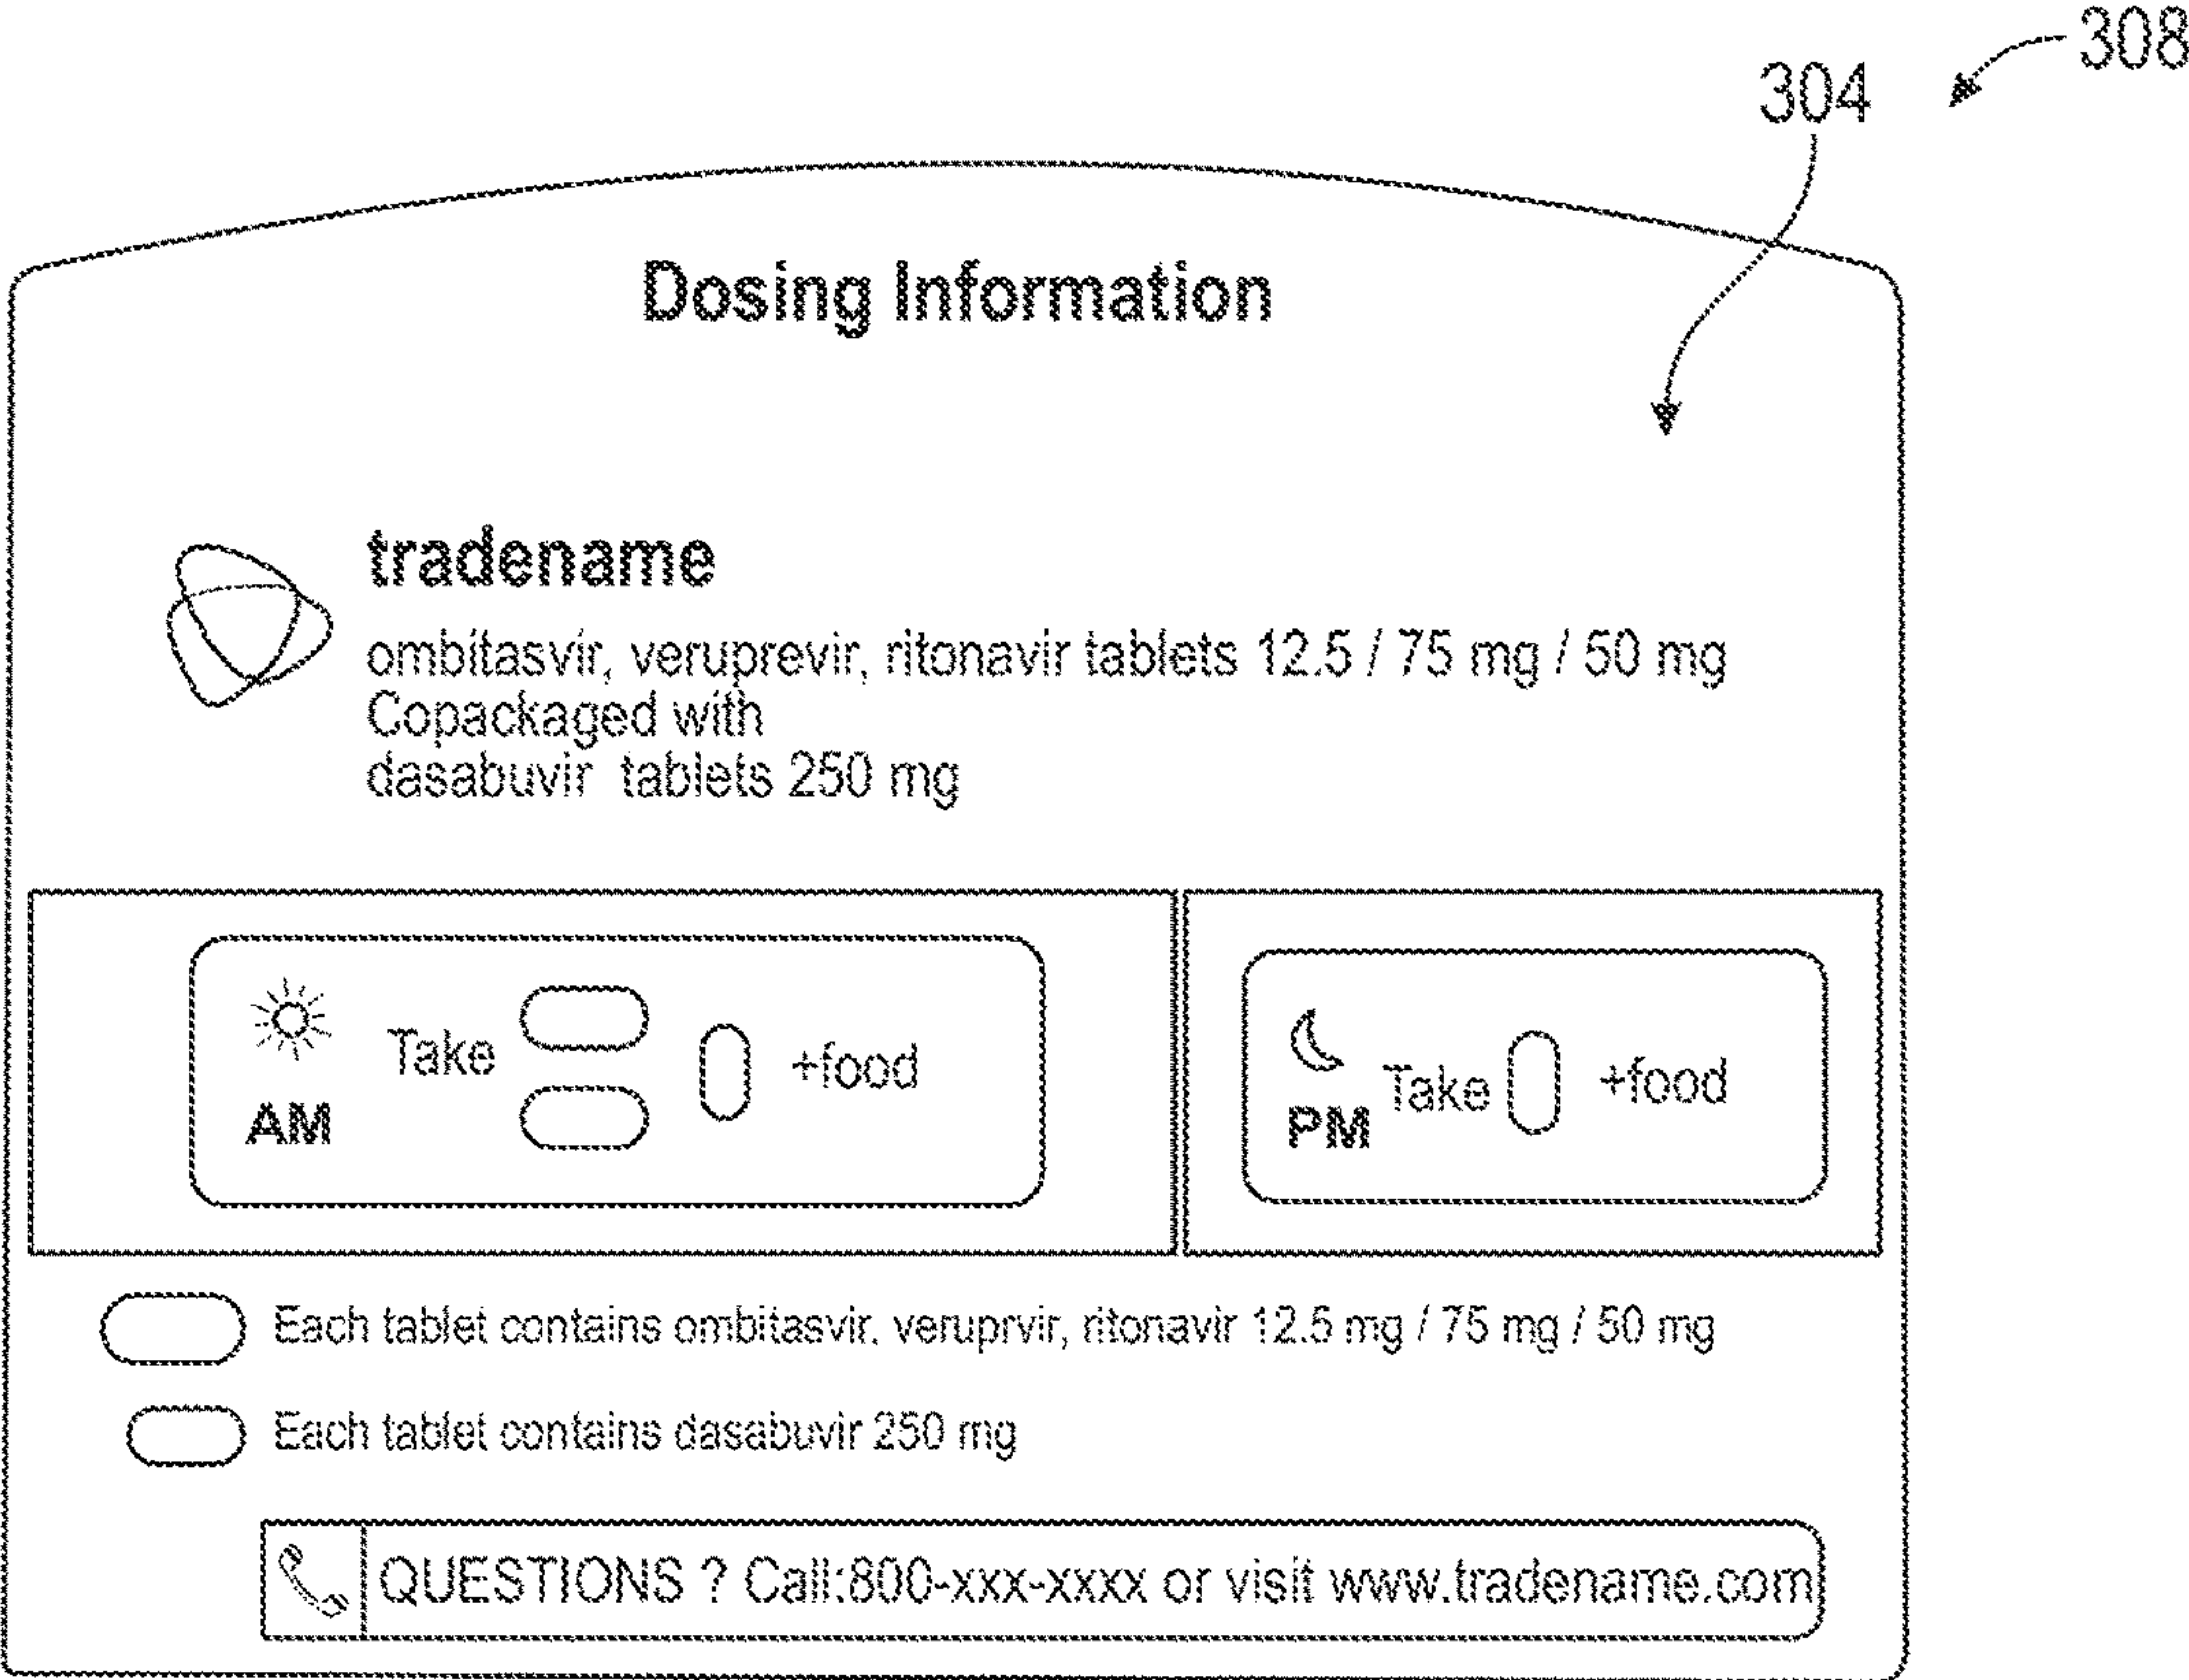 308
304
Dosing Information
tradename
ombitasvir, veruprevir, ritonavir tablets 12.5 / 75 mg / 50 mg
Copackaged with
dasabuvir tablets 250 mg
Take
+food
AM
Take
+food
PM
Each tablet contains ombitasvir, veruprvir, ritonavir 12.5 mg / 75 mg / 50 mg
Each tablet contains dasabuvir 250 mg
QUESTIONS ? Call:800-xxx-xxxx or visit www.tradename.com